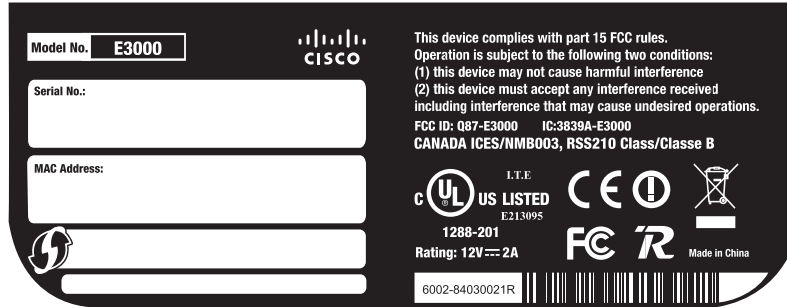 Model No. E3000
CISCO
Serial No.:
MAC Address:
This device complies with part 15 FCC rules.
Operation is subject to the following two conditions:
(1) this device may not cause harmful interference
(2) this device must accept any interference received
including interference that may cause undesired operations.
FCC ID: Q87-E3000 IC:3839A-E3000
CANADA ICES/NMB003, RSS210 Class/Classe B
I.T.E
C UL ® US LISTED
E213095
1288-201
Rating: 12V⎓2A
CE
FC
R
Made in China
6002-84030021R